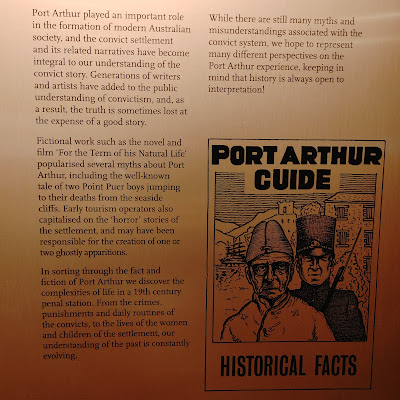 Port Arthur played an important role
in the formation of modern Australian
society, and the convict settlement
and its related narratives have become
integral to our understanding of the
convict story. Generations of writers
and artists have added to the public
understanding of convictism, and, as
a result, the truth is sometimes lost at
the expense of a good story.
Fictional work such as the novel and
film 'For the Term of his Natural Life'
popularised several myths about Port
Arthur, including the well-known
tale of two Point Puer boys jumping
to their deaths from the seaside
cliffs. Early tourism operators also
capitalised on the 'horror' stories of
the settlement, and may have been
responsible for the creation of one or
two ghostly apparitions.
In sorting through the fact and
fiction of Port Arthur we discover the
complexities of life in a 19th century
penal station. From the crimes,
punishments and daily routines of
the convicts, to the lives of the women
and children of the settlement, our
understanding of the past is constantly
evolving.
While there are still many myths and
misunderstandings associated with the
convict system, we hope to represent
many different perspectives on the
Port Arthur experience, keeping in
mind that history is always open to
interpretation!
PORT ARTHUR
GUIDE
HISTORICAL FACTS